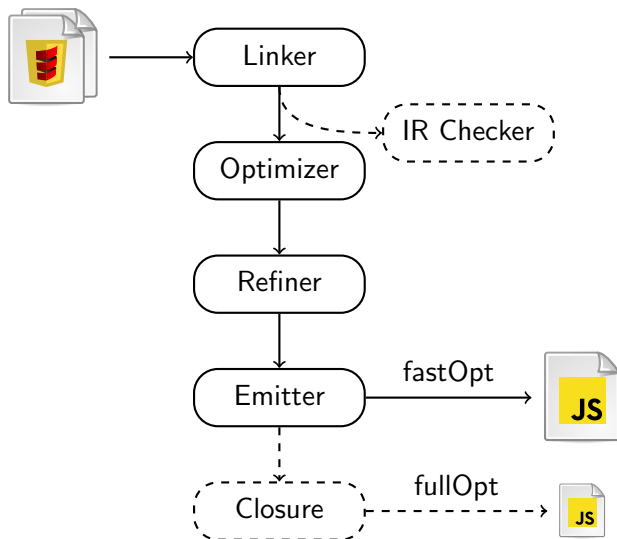 Linker
IR Checker
Optimizer
Refiner
fastOpt
Emitter
JS
fullOpt
Closure
JS